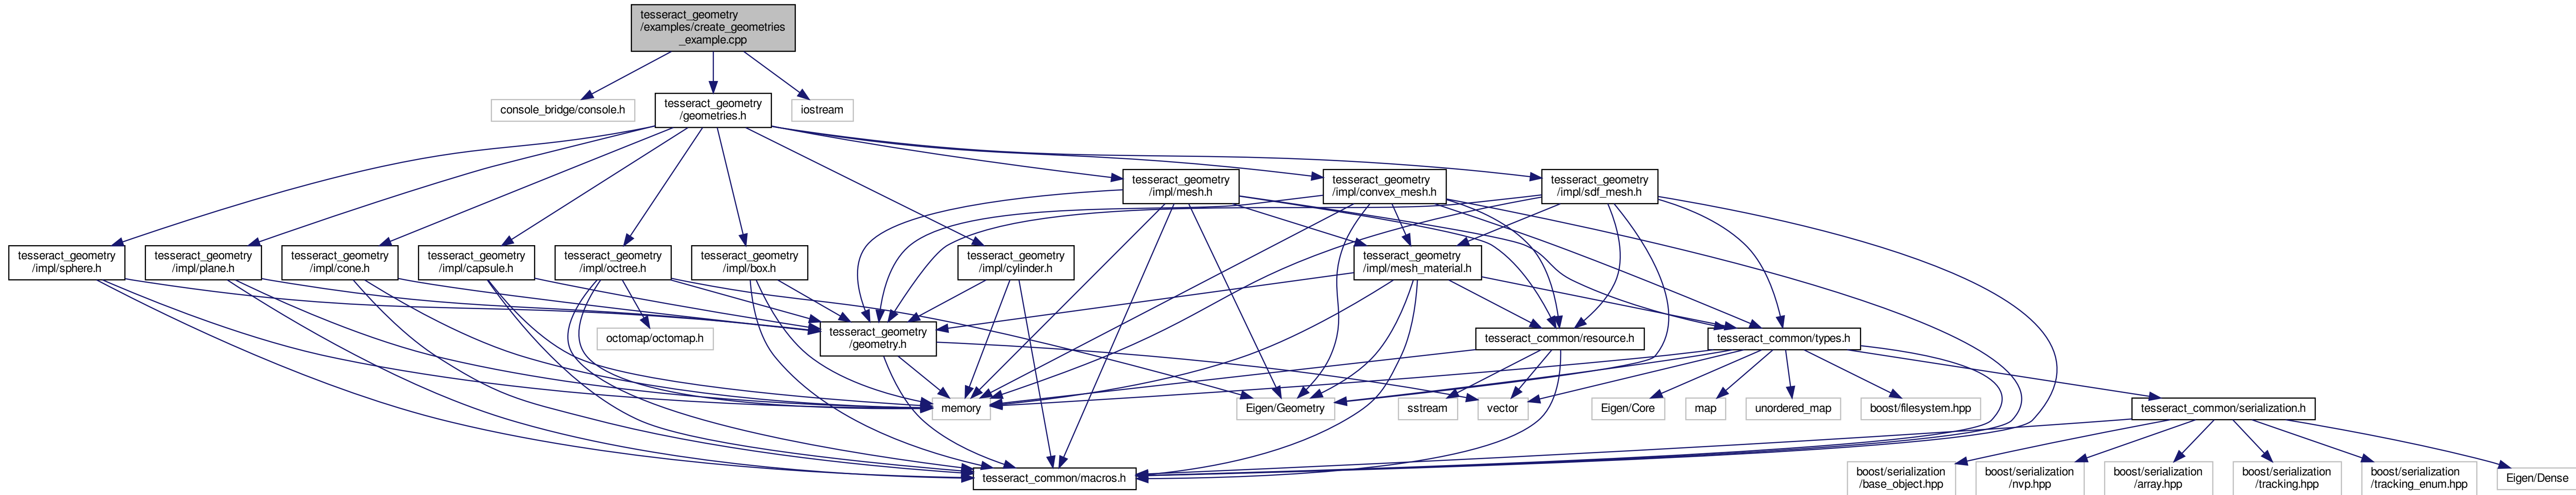 tesseract_geometry
/examples/create_geometries
_example.cpp
console_bridge/console.h
tesseract_geometry
/geometries.h
iostream
tesseract_geometry
/impl/mesh.h
tesseract_geometry
/impl/convex_mesh.h
tesseract_geometry
/impl/sdf_mesh.h
tesseract_geometry
/impl/sphere.h
tesseract_geometry
/impl/plane.h
tesseract_geometry
/impl/cone.h
tesseract_geometry
/impl/capsule.h
tesseract_geometry
/impl/octree.h
tesseract_geometry
/impl/box.h
tesseract_geometry
/impl/cylinder.h
tesseract_geometry
/impl/mesh_material.h
octomap/octomap.h
tesseract_geometry
/geometry.h
tesseract_common/resource.h
tesseract_common/types.h
memory
Eigen/Geometry
sstream
vector
Eigen/Core
map
unordered_map
boost/filesystem.hpp
tesseract_common/serialization.h
tesseract_common/macros.h
boost/serialization
/base_object.hpp
boost/serialization
/nvp.hpp
boost/serialization
/array.hpp
boost/serialization
/tracking.hpp
boost/serialization
/tracking_enum.hpp
Eigen/Dense